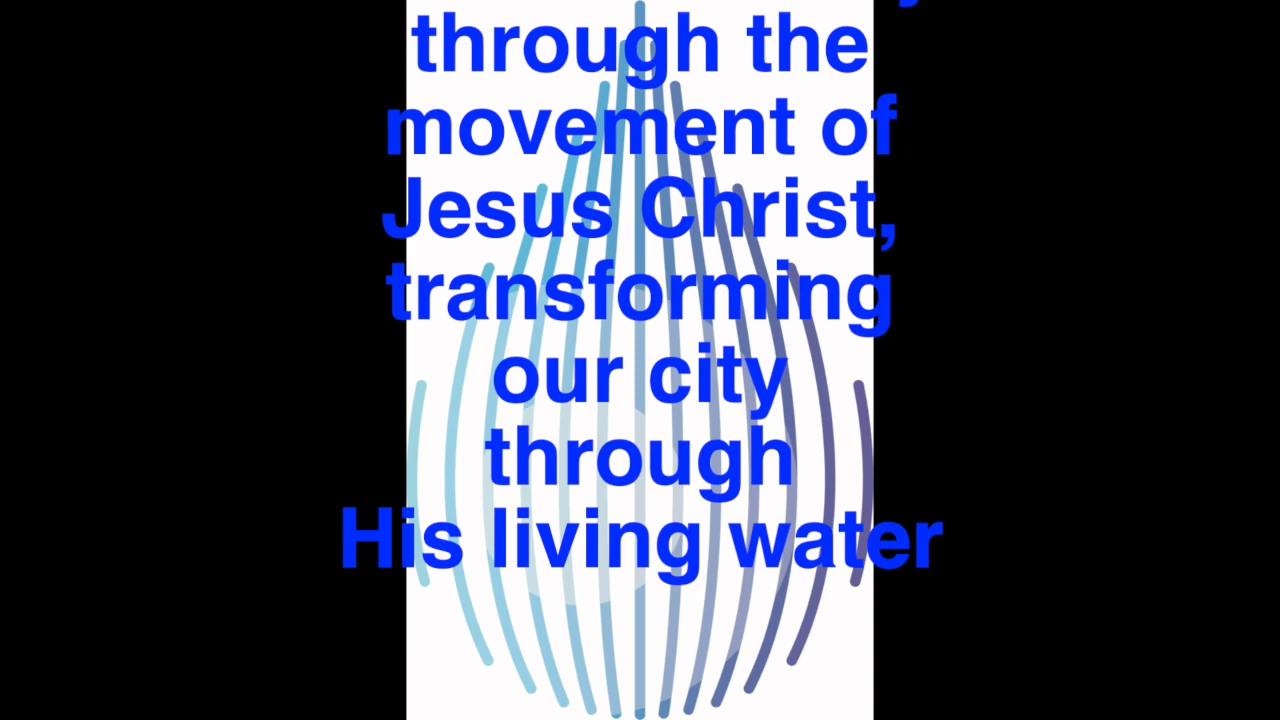 through the
movement of
Jesus Christ,
transforming
our city
through
His living water